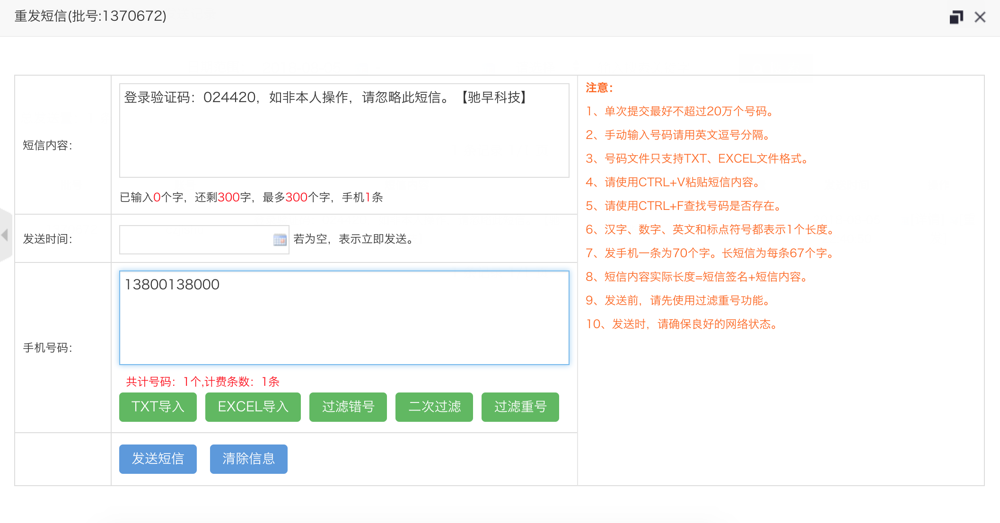 重发短信(批号:1370672)
短信内容：
登录验证码：024420，如非本人操作，请忽略此短信。【驰早科技】
已输入0个字，还剩300字，最多300个字，手机1条
发送时间：
若为空，表示立即发送。
手机号码：
13800138000
共计号码：1个,计费条数：1条
TXT导入 EXCEL导入 过滤错号 二次过滤 过滤重号
发送短信 清除信息
注意：
1、单次提交最好不超过20万个号码。
2、手动输入号码请用英文逗号分隔。
3、号码文件只支持TXT、EXCEL文件格式。
4、请使用CTRL+V粘贴短信内容。
5、请使用CTRL+F查找号码是否存在。
6、汉字、数字、英文和标点符号都表示1个长度。
7、发手机一条为70个字。长短信为每条67个字。
8、短信内容实际长度=短信签名+短信内容。
9、发送前，请先使用过滤重号功能。
10、发送时，请确保良好的网络状态。